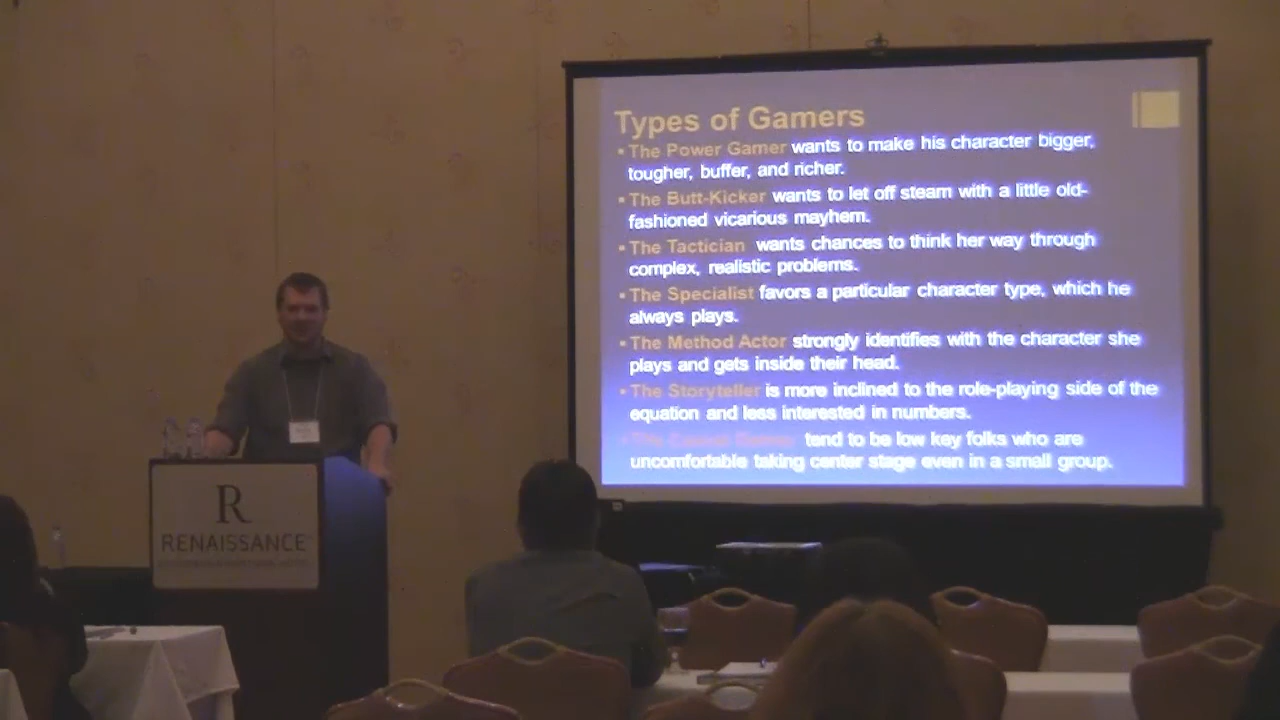 Types of Gamers
▪ The Power Gamer wants to make his character bigger,
tougher, buffer, and richer.
▪ The Butt-Kicker wants to let off steam with a little old-
fashioned vicarious mayhem.
▪ The Tactician wants chances to think her way through
complex, realistic problems.
▪ The Specialist favors a particular character type, which he
always plays.
▪ The Method Actor strongly identifies with the character she
plays and gets inside their head.
▪ The Storyteller is more inclined to the role-playing side of the
equation and less interested in numbers.
tend to be low key folks who are
uncomfortable taking center stage even in a small group.
R
RENAISSANCE